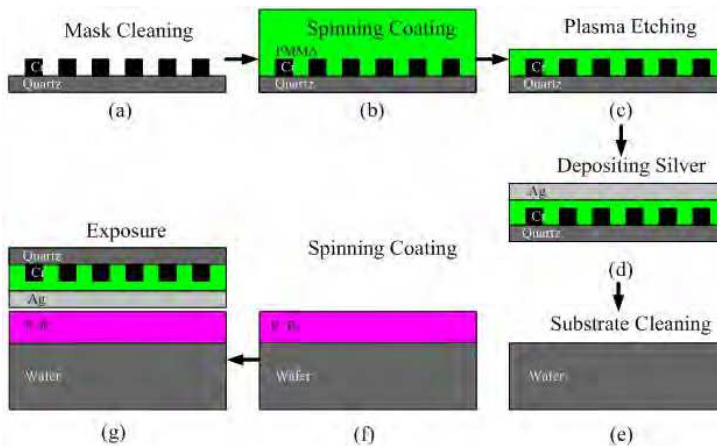 Mask Cleaning
Cr
Quartz
(a)
Spinning Coating
PMMA
Cr
Quartz
(b)
Plasma Etching
Cr
Quartz
(c)
Depositing Silver
Ag
Cr
Quartz
(d)
Substrate Cleaning
Wafer
(e)
Spinning Coating
Wafer
(f)
Exposure
Quartz
Cr
Ag
Wafer
(g)